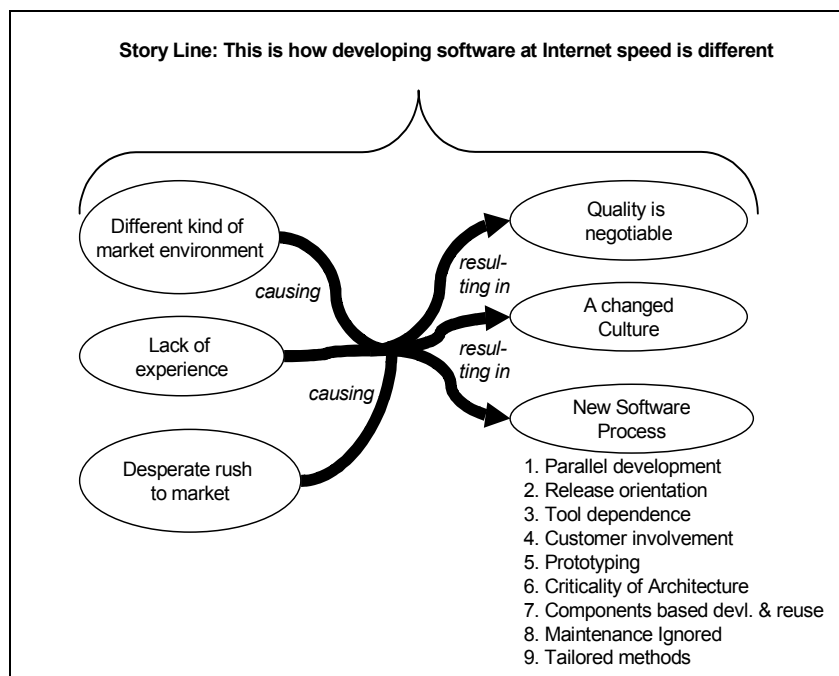 Story Line: This is how developing software at Internet speed is different
Different kind of
market environment
causing
Lack of
experience
causing
Desperate rush
to market
Quality is
negotiable
resul-
ting in
A changed
Culture
resul-
ting in
New Software
Process
1. Parallel development
2. Release orientation
3. Tool dependence
4. Customer involvement
5. Prototyping
6. Criticality of Architecture
7. Components based devl. & reuse
8. Maintenance Ignored
9. Tailored methods